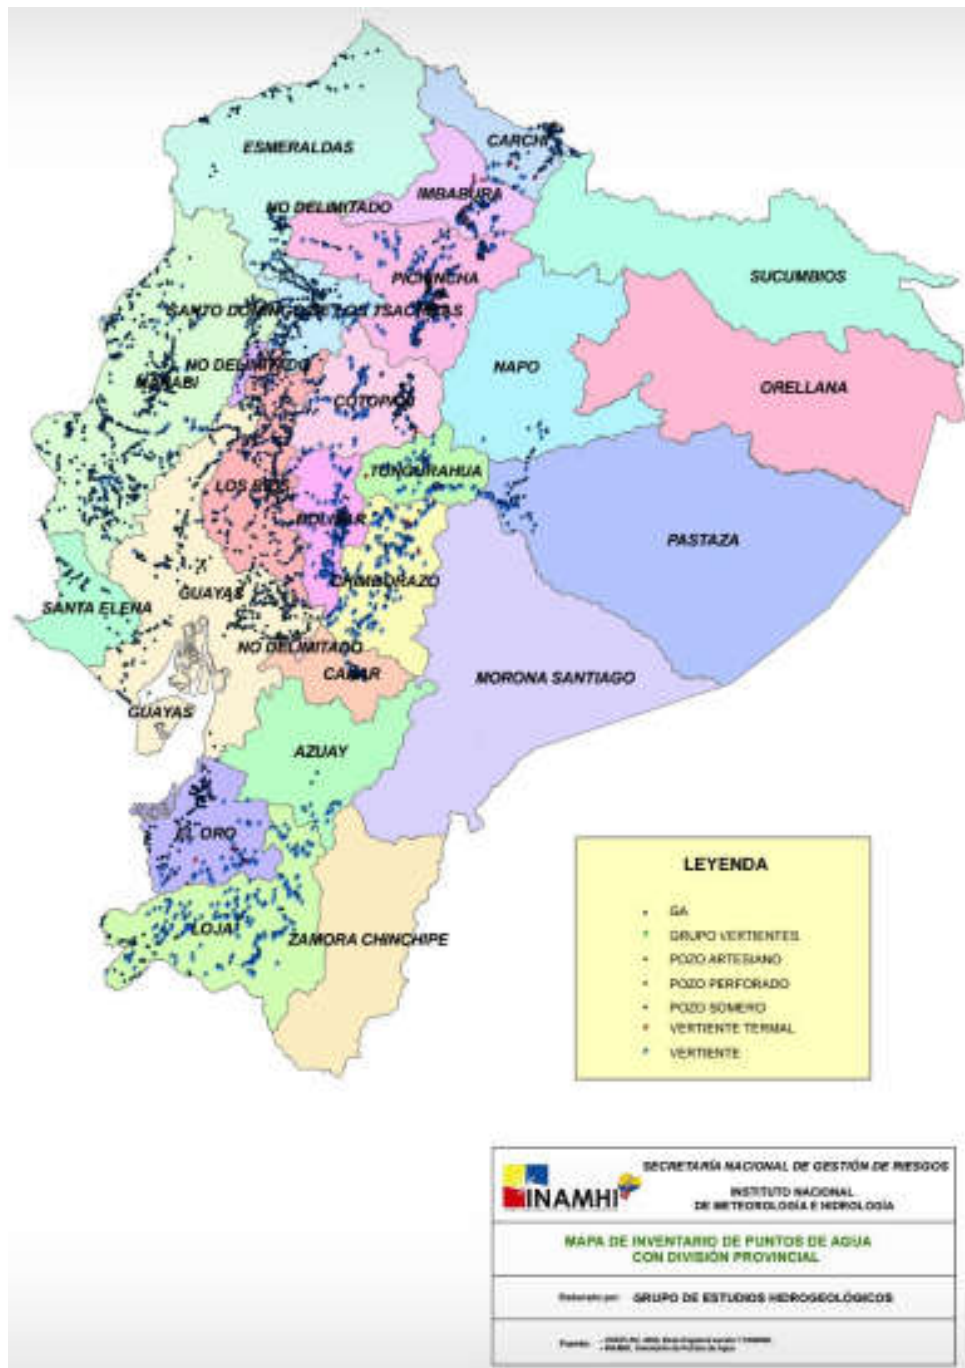 ESMERALDAS
CARCHI
IMBABURA
NO DELIMITADO
SUCUMBIOS
PICHINCHA
SANTO DOMINGO DE LOS TSACHILAS
NO DELIMITADO
NAPO
MANABI
ORELLANA
COTOPAXI
TUNGURAHUA
LOS RIOS
BOLIVAR
PASTAZA
CHIMBORAZO
GUAYAS
SANTA ELENA
NO DELIMITADO
CAÑAR
MORONA SANTIAGO
GUAYAS
AZUAY
EL ORO
LOJA
ZAMORA CHINCHIPE
LEYENDA
GA
GRUPO VERTIENTES
POZO ARTESIANO
POZO PERFORADO
POZO SOMERO
VERTIENTE TERMAL
VERTIENTE
INAMHI
SECRETARÍA NACIONAL DE GESTIÓN DE RIESGOS
INSTITUTO NACIONAL
DE METEOROLOGÍA E HIDROLOGÍA
MAPA DE INVENTARIO DE PUNTOS DE AGUA
CON DIVISIÓN PROVINCIAL
Elaborado por: GRUPO DE ESTUDIOS HIDROGEOLÓGICOS
Fuente: